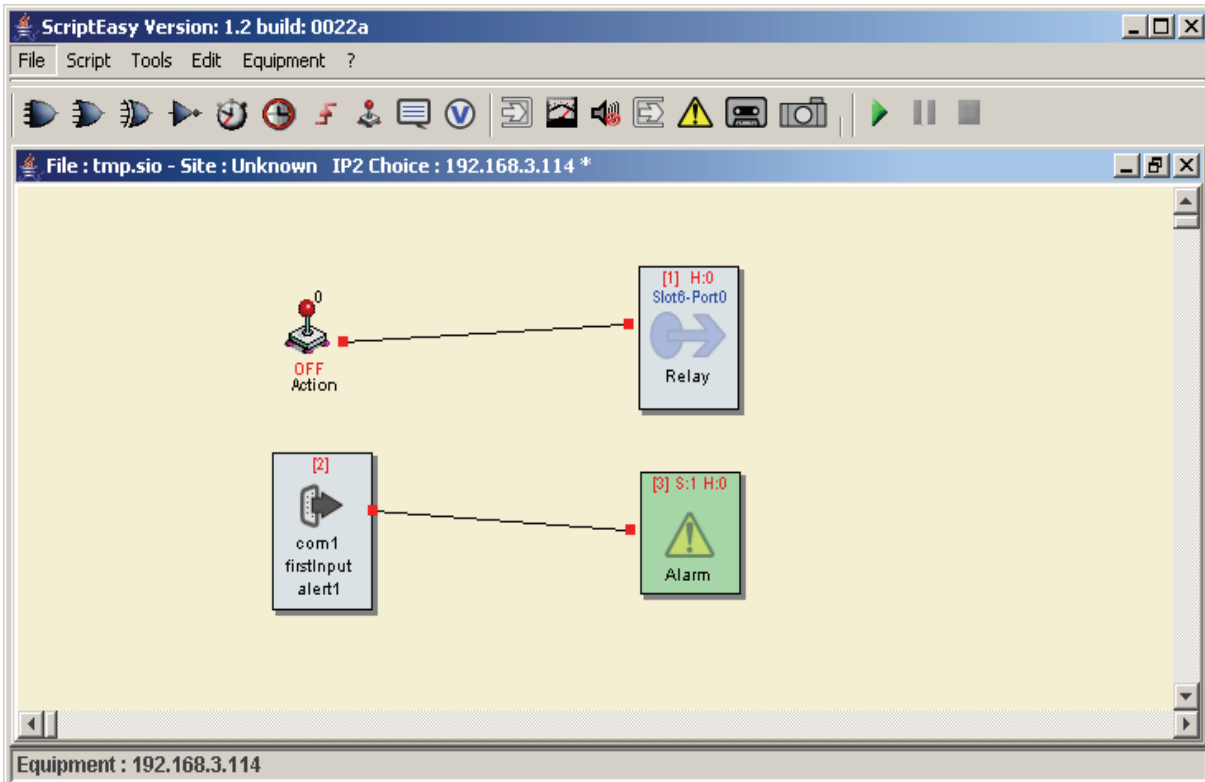 ScriptEasy Version: 1.2 build: 0022a
File Script Tools Edit Equipment ?
V
File : tmp.sio - Site : Unknown IP2 Choice : 192.168.3.114 *
0
OFF
Action
[1] H:0
Slot6-Port0
Relay
[2]
com1
firstInput
alert1
[3] S:1 H:0
Alarm
Equipment : 192.168.3.114